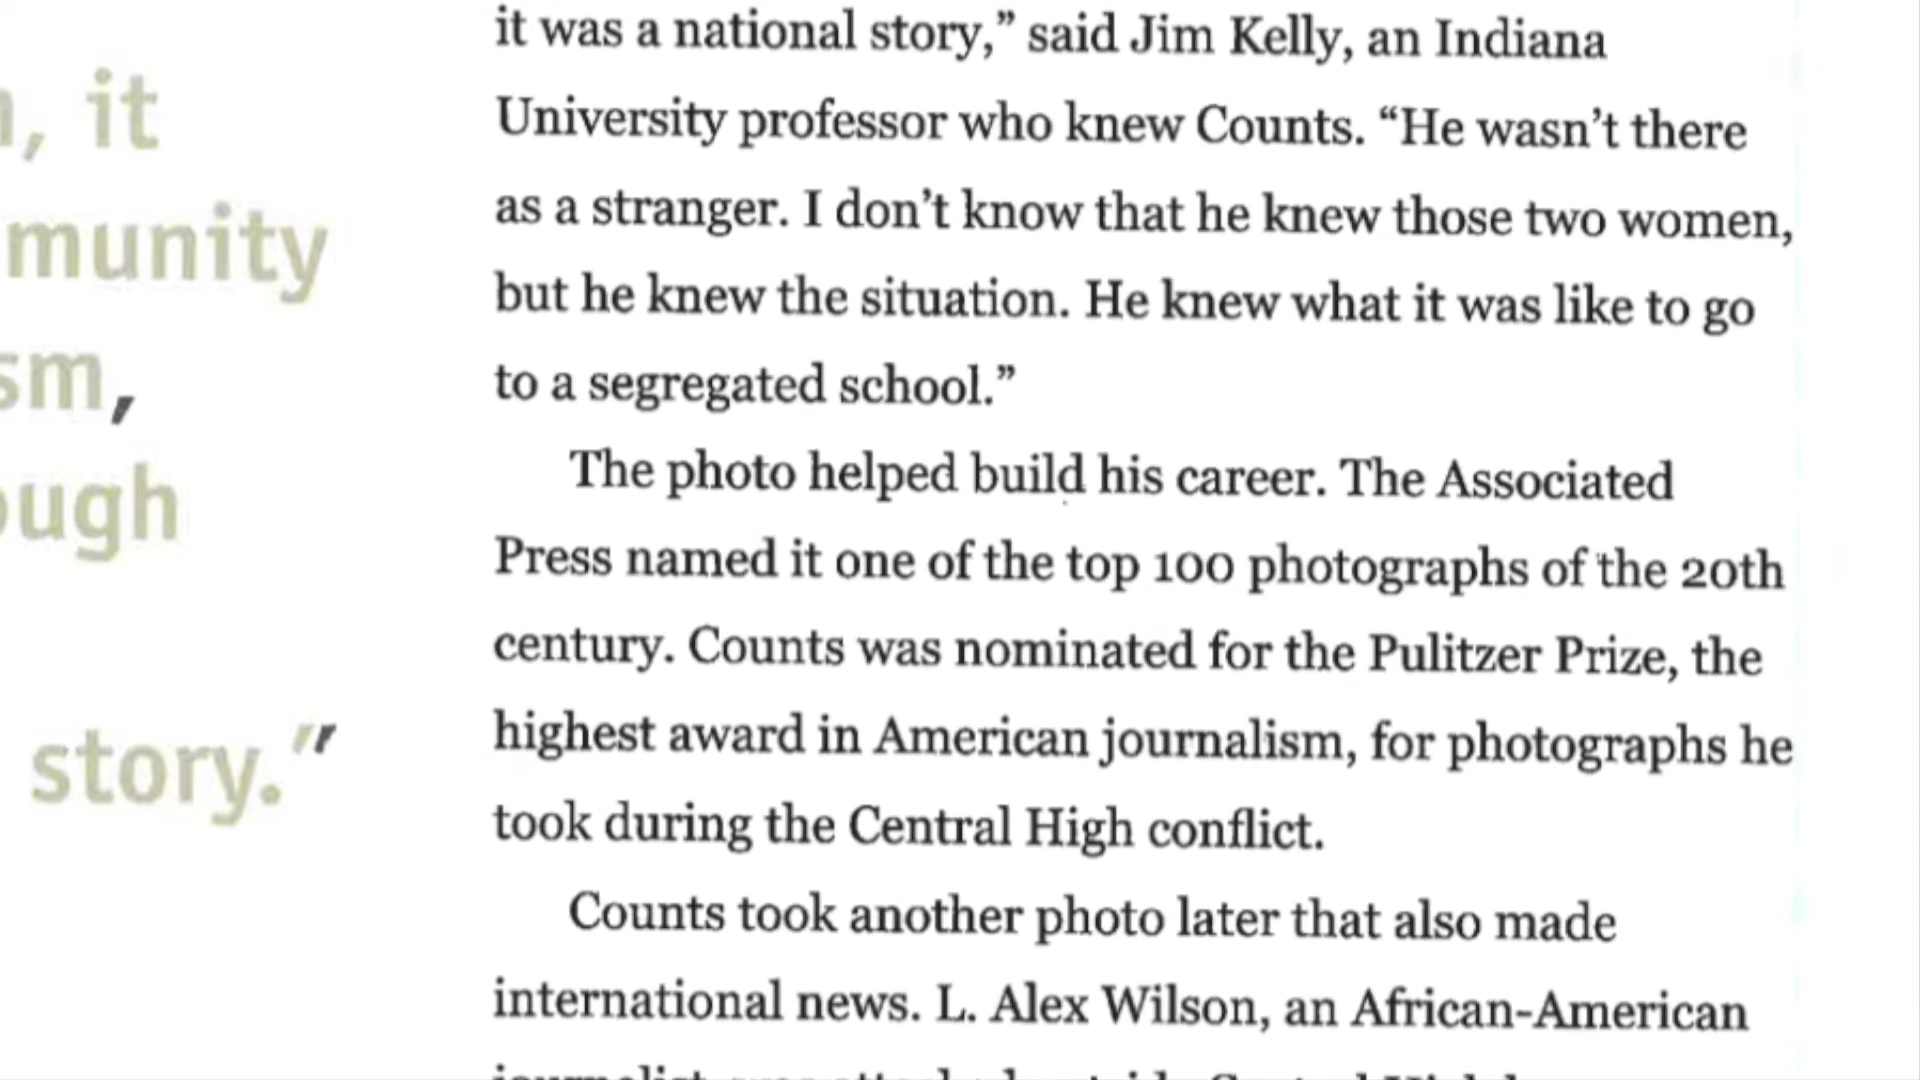 it was a national story,” said Jim Kelly, an Indiana
University professor who knew Counts. “He wasn’t there
as a stranger. I don’t know that he knew those two women,
but he knew the situation. He knew what it was like to go
to a segregated school.”
The photo helped build his career. The Associated
Press named it one of the top 100 photographs of the 20th
century. Counts was nominated for the Pulitzer Prize, the
highest award in American journalism, for photographs he
took during the Central High conflict.
Counts took another photo later that also made
international news. L. Alex Wilson, an African-American
, it
munity
sm,
ough
story.”